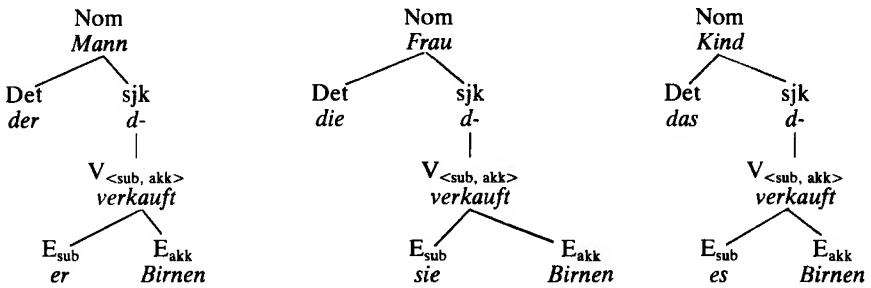 Nom Nom Nom
Mann Frau Kind
Det sjk Det sjk Det sjk
der d- die d- das d-
V<sub, akk> V<sub, akk> V<sub, akk>
verkauft verkauft verkauft
Esub Eakk Esub Eakk Esub Eakk
er Birnen sie Birnen es Birnen